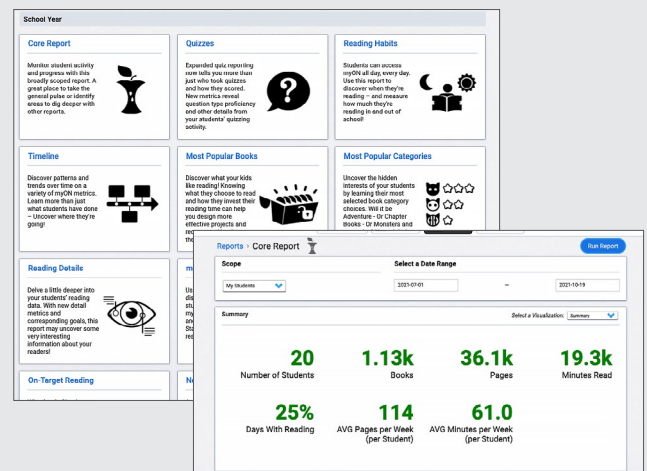 School Year
Core Report
Monitor student activity
and progress with this
broadly scoped report. A
great place to take the
general pulse or identify
areas to dig deeper with
other reports.
Quizzes
Expanded quiz reporting
now tells you more than
just who took quizzes
and how they scored.
New metrics reveal
question type proficiency
and other details from
your students' quizzing
activity.
Reading Habits
Students can access
myON all day, every day.
Use this report to
discover when they're
reading – and measure
how much they're
reading in and out of
school!
Timeline
Discover patterns and
trends over time on a
variety of myON metrics.
Learn more than just
what students have done
– Uncover where they're
going!
Most Popular Books
Discover what your kids
like reading! Knowing
what they choose to read
and how they invest their
reading time can help
you design more
effective projects and
Most Popular Categories
Uncover the hidden
interests of your students
by learning their most
selected book category
choices. Will it be
Adventure - Or Chapter
Books - Or Monsters and
Reading Details
Delve a little deeper into
your students' reading
data. With new detail
metrics and
corresponding goals, this
report may uncover some
very interesting
information about your
readers!
On-Target Reading
Reports › Core Report
Run Report
Scope
Select a Date Range
My Students
2021-07-01
–
2021-10-19
Summary
Select a Visualization:
Summary
20
Number of Students
1.13k
Books
36.1k
Pages
19.3k
Minutes Read
25%
Days With Reading
114
AVG Pages per Week
(per Student)
61.0
AVG Minutes per Week
(per Student)